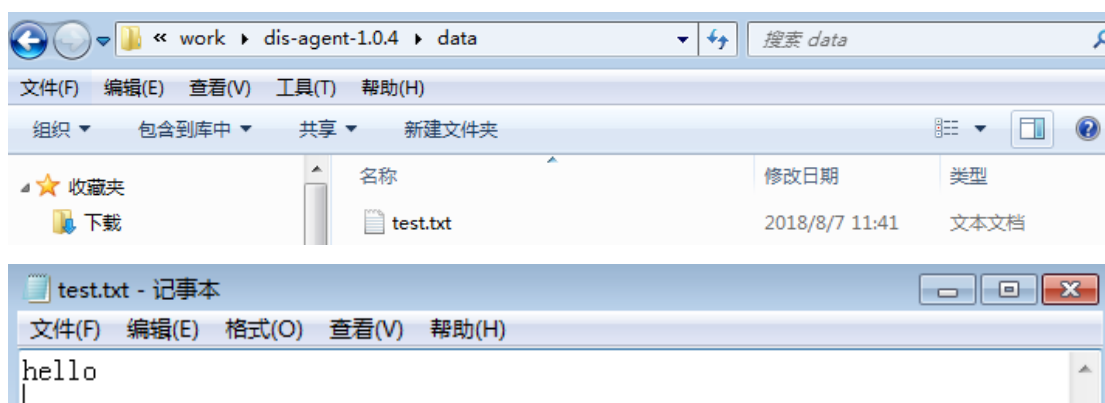 « work ▸ dis-agent-1.0.4 ▸ data 搜索 data
文件(F) 编辑(E) 查看(V) 工具(T) 帮助(H)
组织 包含到库中 共享 新建文件夹
收藏夹 名称 修改日期 类型
下载 test.txt 2018/8/7 11:41 文本文档
test.txt - 记事本
文件(F) 编辑(E) 格式(O) 查看(V) 帮助(H)
hello